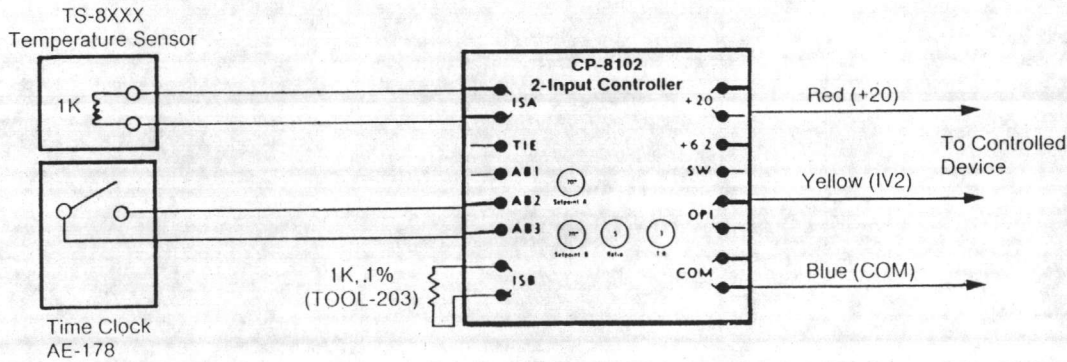 TS-8XXX
Temperature Sensor
1K
Time Clock
AE-178
CP-8102
2-Input Controller
ISA
TIE
AB1
AB2
AB3
ISB
Setpoint A
Setpoint B
+20
+6.2
SW
OP1
COM
1K,.1%
(TOOL-203)
Red (+20)
Yellow (IV2)
Blue (COM)
To Controlled
Device